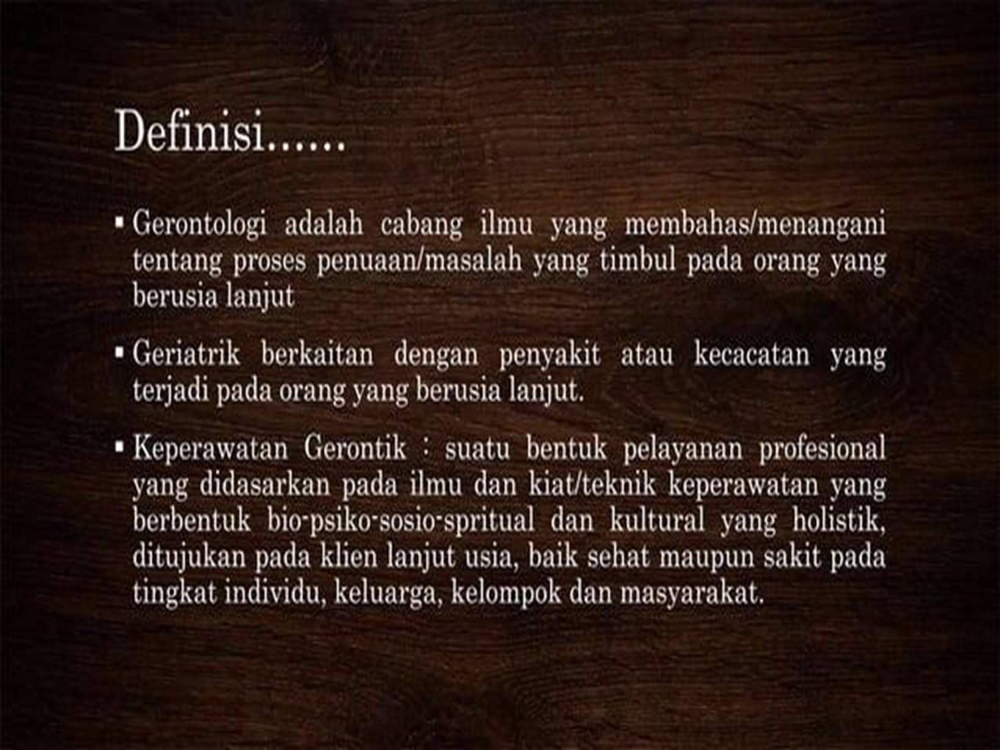 Definisi......
▪ Gerontologi adalah cabang ilmu yang membahas/menangani
tentang proses penuaan/masalah yang timbul pada orang yang
berusia lanjut
▪ Geriatrik berkaitan dengan penyakit atau kecacatan yang
terjadi pada orang yang berusia lanjut.
▪ Keperawatan Gerontik : suatu bentuk pelayanan profesional
yang didasarkan pada ilmu dan kiat/teknik keperawatan yang
berbentuk bio-psiko-sosio-spritual dan kultural yang holistik,
ditujukan pada klien lanjut usia, baik sehat maupun sakit pada
tingkat individu, keluarga, kelompok dan masyarakat.